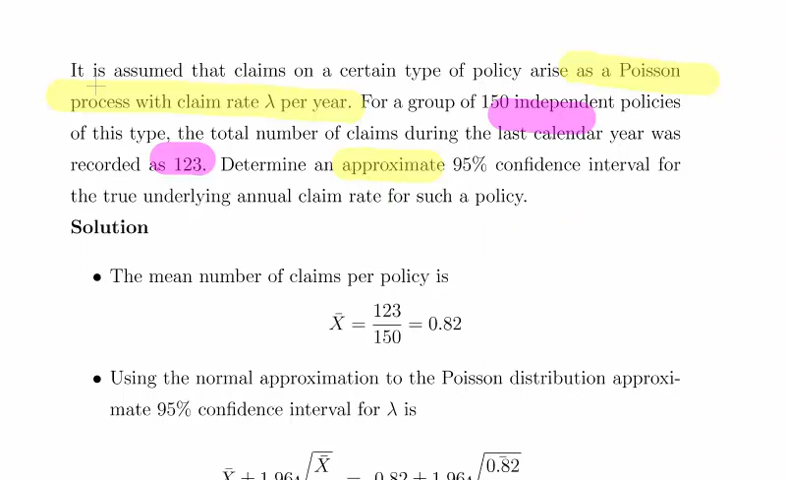 It is assumed that claims on a certain type of policy arise as a Poisson
process with claim rate λ per year. For a group of 150 independent policies
of this type, the total number of claims during the last calendar year was
recorded as 123. Determine an approximate 95% confidence interval for
the true underlying annual claim rate for such a policy.
Solution
• The mean number of claims per policy is
X̄ = 123/150 = 0.82
• Using the normal approximation to the Poisson distribution approxi-
mate 95% confidence interval for λ is